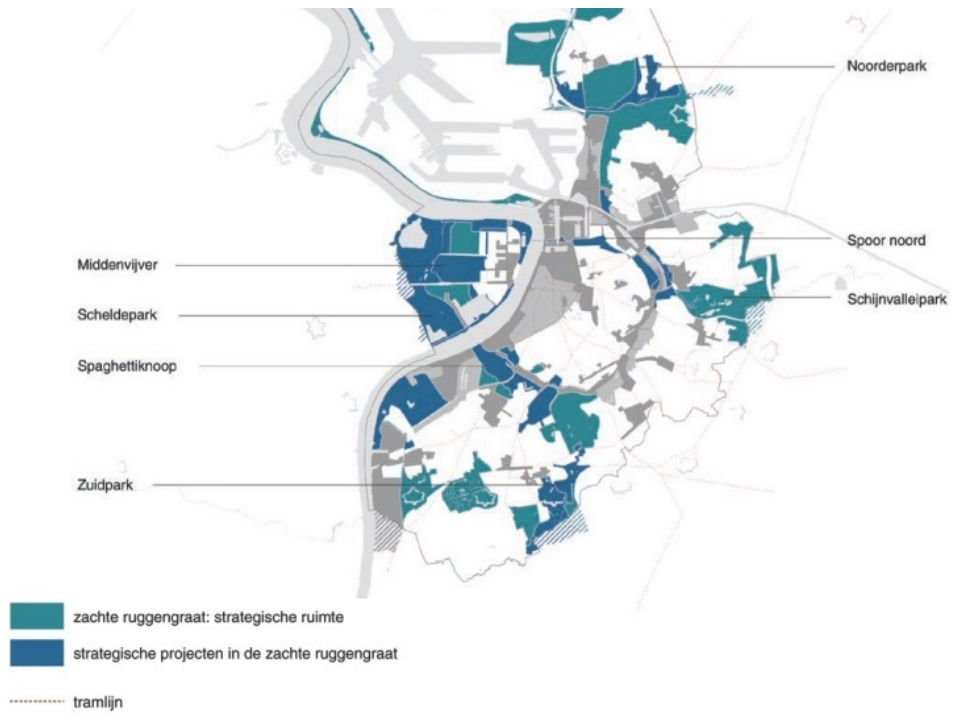 Noorderpark
Spoor noord
Middenvijver
Schijnvalleipark
Scheldepark
Spaghettiknoop
Zuidpark
zachte ruggengraat: strategische ruimte
strategische projecten in de zachte ruggengraat
tramlijn